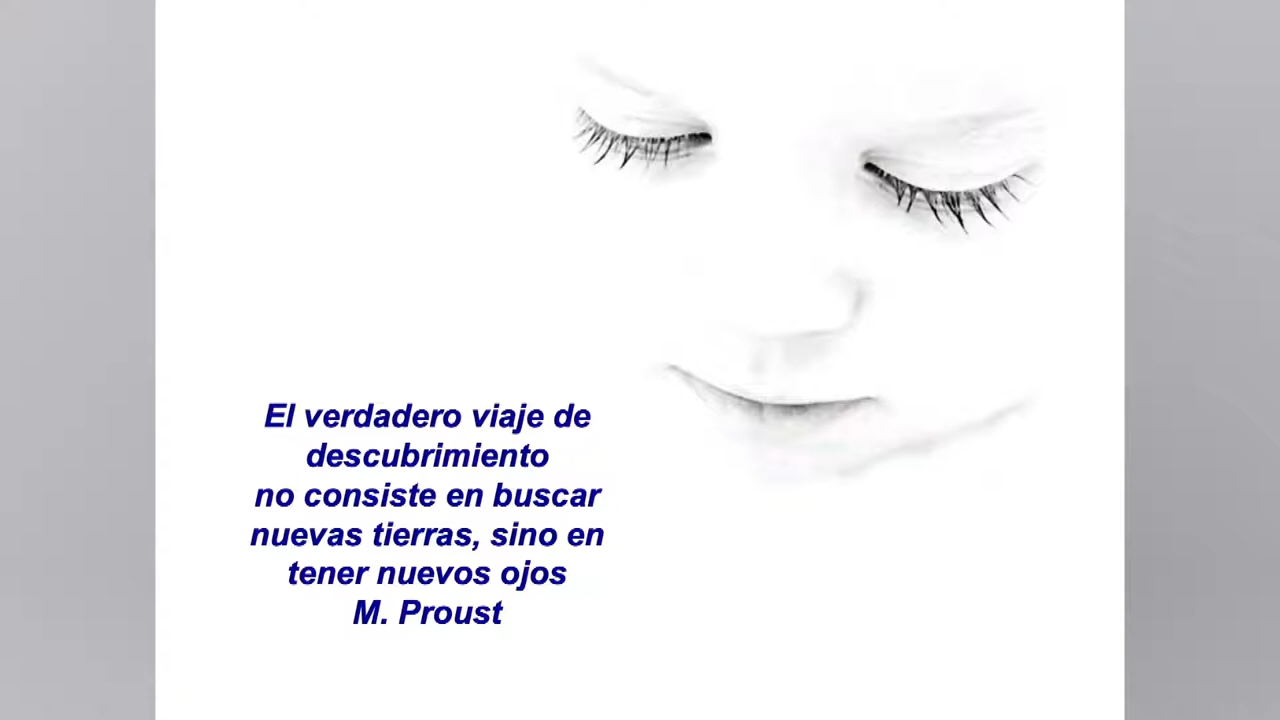 El verdadero viaje de
descubrimiento
no consiste en buscar
nuevas tierras, sino en
tener nuevos ojos
M. Proust